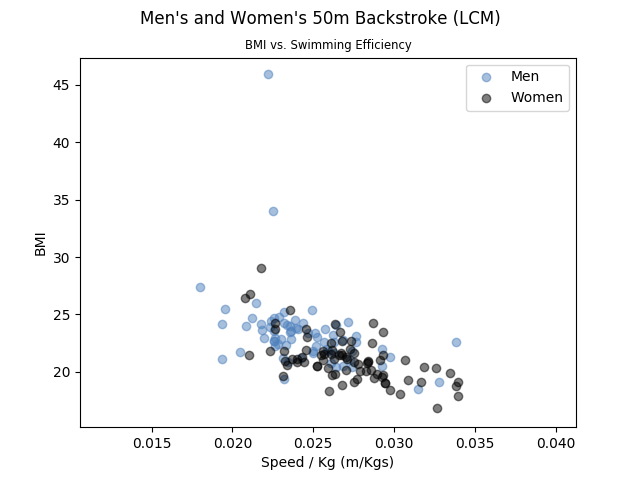 Men's and Women's 50m Backstroke (LCM)
BMI vs. Swimming Efficiency
Men
Women
45
40
35
30
25
20
BMI
0.015 0.020 0.025 0.030 0.035 0.040
Speed / Kg (m/Kgs)